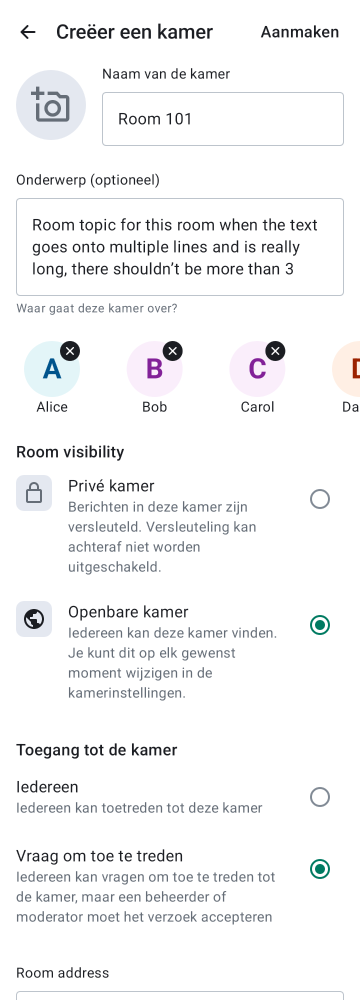 Creëer een kamer
Aanmaken
Naam van de kamer
Room 101
Onderwerp (optioneel)
Room topic for this room when the text
goes onto multiple lines and is really
long, there shouldn’t be more than 3
Waar gaat deze kamer over?
A
B
C
Alice
Bob
Carol
Da
Room visibility
Privé kamer
Berichten in deze kamer zijn
versleuteld. Versleuteling kan
achteraf niet worden
uitgeschakeld.
Openbare kamer
Iedereen kan deze kamer vinden.
Je kunt dit op elk gewenst
moment wijzigen in de
kamerinstellingen.
Toegang tot de kamer
Iedereen
Iedereen kan toetreden tot deze kamer
Vraag om toe te treden
Iedereen kan vragen om toe te treden tot
de kamer, maar een beheerder of
moderator moet het verzoek accepteren
Room address